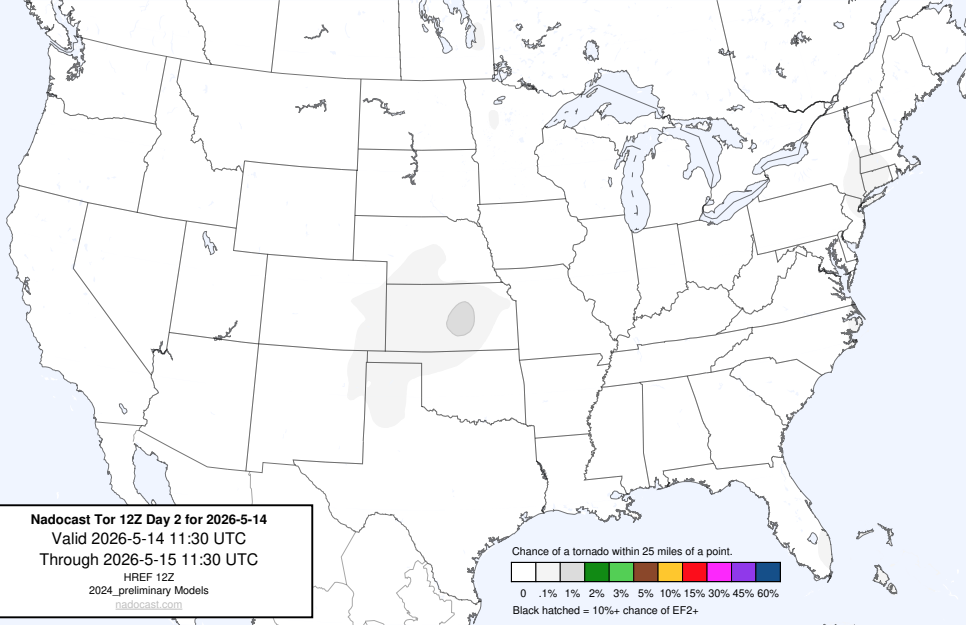 Nadocast Tor 12Z Day 2 for 2026-5-14
Valid 2026-5-14 11:30 UTC
Through 2026-5-15 11:30 UTC
HREF 12Z
2024_preliminary Models
nadocast.com
Chance of a tornado within 25 miles of a point.
0 .1% 1% 2% 3% 5% 10% 15% 30% 45% 60%
Black hatched = 10%+ chance of EF2+